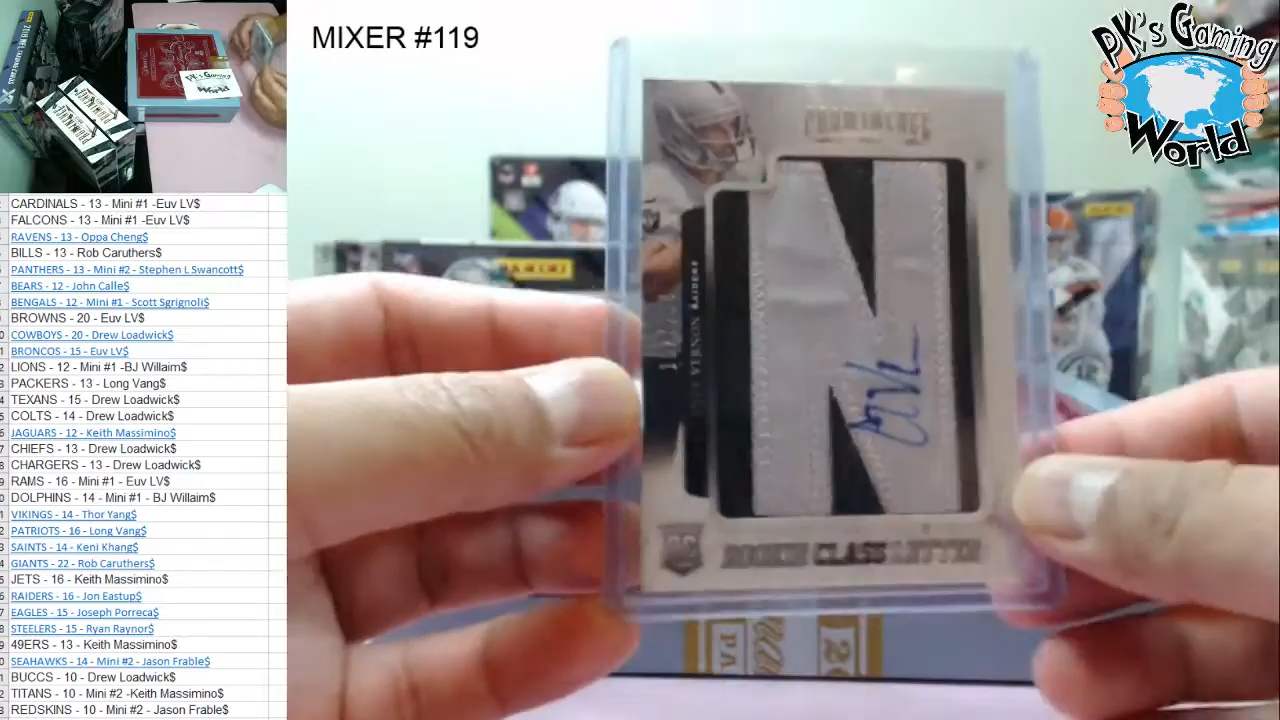 MIXER #119
PK's Gaming
World
CARDINALS - 13 - Mini #1 -Euv LV$
FALCONS - 13 - Mini #1 -Euv LV$
RAVENS - 13 - Oppa Cheng$
BILLS - 13 - Rob Caruthers$
PANTHERS - 13 - Mini #2 - Stephen L Swancott$
BEARS - 12 - John Calle$
BENGALS - 12 - Mini #1 - Scott Sgrignoli$
BROWNS - 20 - Euv LV$
COWBOYS - 20 - Drew Loadwick$
BRONCOS - 15 - Euv LV$
LIONS - 12 - Mini #1 -BJ Willaim$
PACKERS - 13 - Long Vang$
TEXANS - 15 - Drew Loadwick$
COLTS - 14 - Drew Loadwick$
JAGUARS - 12 - Keith Massimino$
CHIEFS - 13 - Drew Loadwick$
CHARGERS - 13 - Drew Loadwick$
RAMS - 16 - Mini #1 - Euv LV$
DOLPHINS - 14 - Mini #1 - BJ Willaim$
VIKINGS - 14 - Thor Yang$
PATRIOTS - 16 - Long Vang$
SAINTS - 14 - Keni Khang$
GIANTS - 22 - Rob Caruthers$
JETS - 16 - Keith Massimino$
RAIDERS - 16 - Jon Eastup$
EAGLES - 15 - Joseph Porreca$
STEELERS - 15 - Ryan Raynor$
49ERS - 13 - Keith Massimino$
SEAHAWKS - 14 - Mini #2 - Jason Frable$
BUCCS - 10 - Drew Loadwick$
TITANS - 10 - Mini #2 -Keith Massimino$
REDSKINS - 10 - Mini #2 - Jason Frable$
PROMINENCE
N
VERNON RAIDERS
ROOKIE CLASS LETTER
PANINI